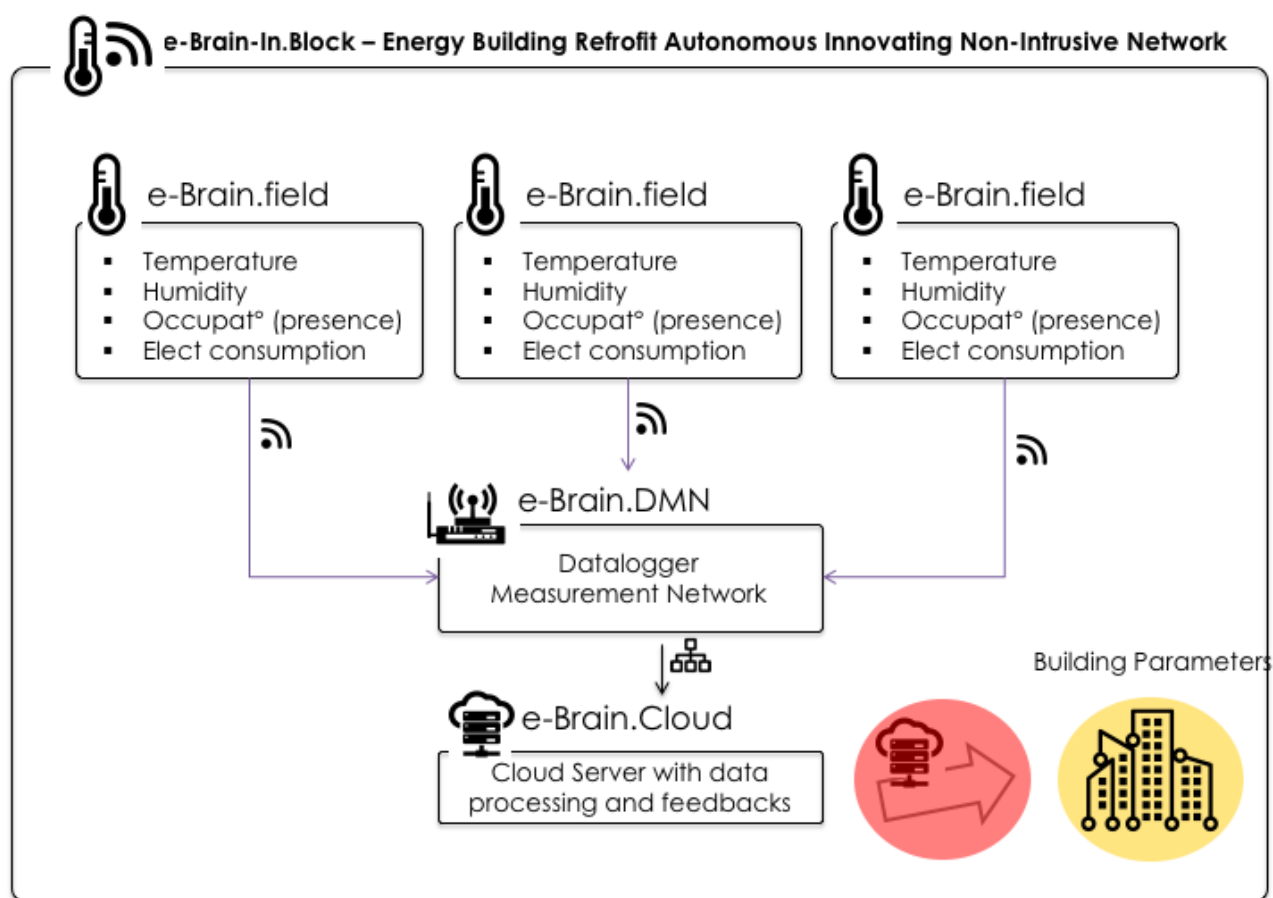 e-Brain-In.Block – Energy Building Refrofit Autonomous Innovating Non-Intrusive Network
e-Brain.field
▪ Temperature
▪ Humidity
▪ Occupat° (presence)
▪ Elect consumption
e-Brain.field
▪ Temperature
▪ Humidity
▪ Occupat° (presence)
▪ Elect consumption
e-Brain.field
▪ Temperature
▪ Humidity
▪ Occupat° (presence)
▪ Elect consumption
e-Brain.DMN
Datalogger
Measurement Network
Building Parameters
e-Brain.Cloud
Cloud Server with data
processing and feedbacks